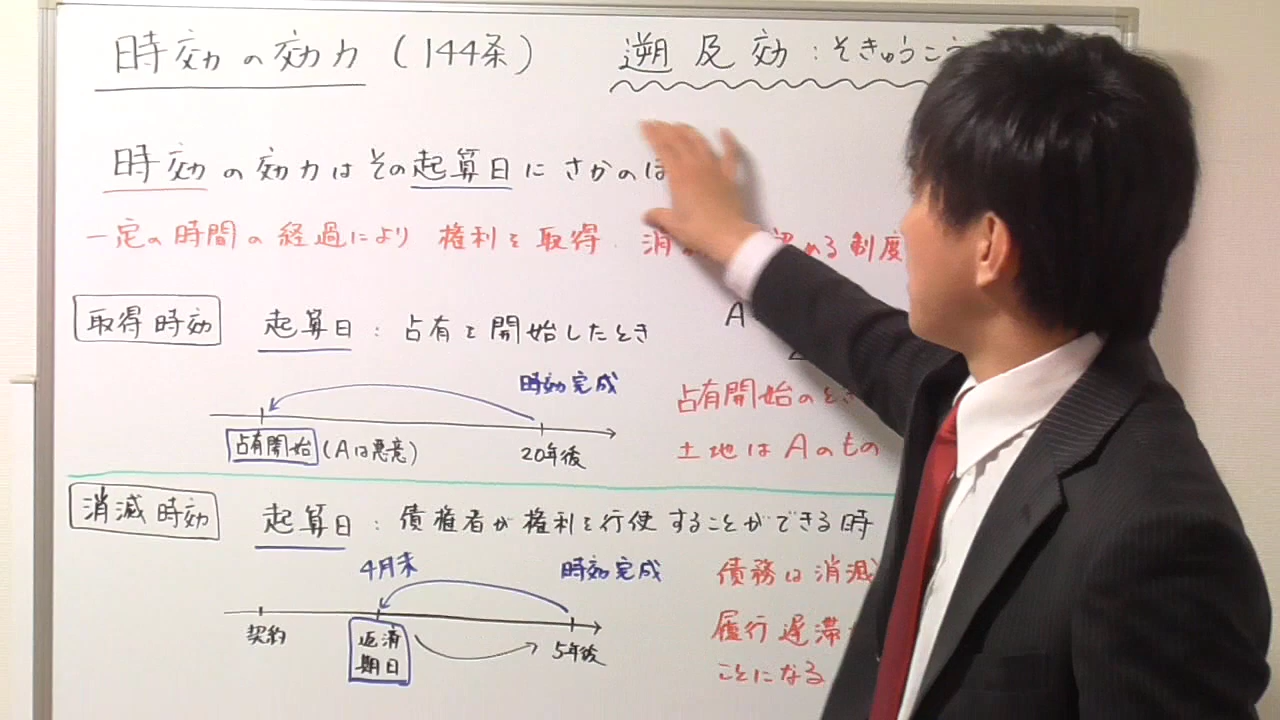 時効の効力（144条） 遡及効：そきゅうこう
時効の効力はその起算日にさかのぼ
一定の時間の経過により 権利を取得・消 認める制度
取得時効 起算日：占有を開始したとき A
時効完成
占有開始（Aは悪意） 20年後
占有開始のとき
土地はAのもの
消滅時効 起算日：債権者が権利を行使することができる時
4月末 時効完成
契約 返済期日 5年後
債務は消滅
履行遅滞
ことになる